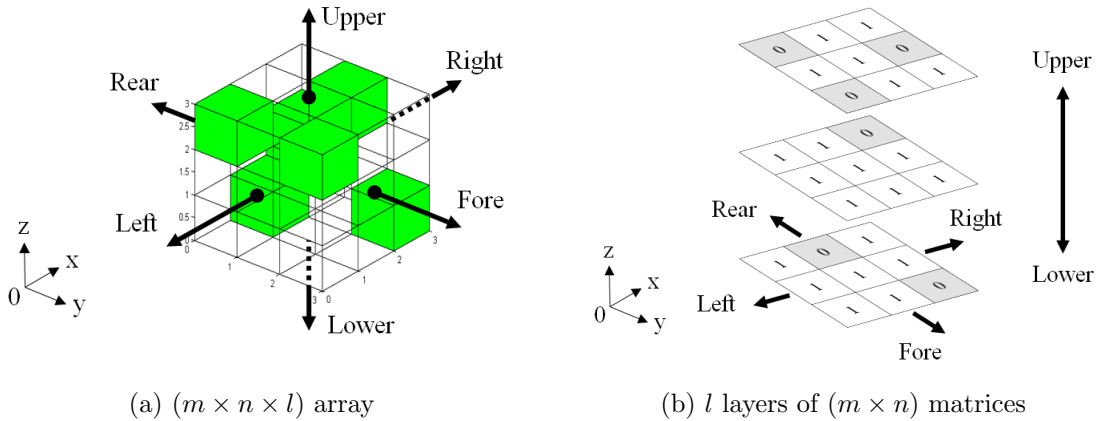 Upper
Right
Rear
3
2.5
2
1.5
1
0.5
0
Left
Fore
z
x
0
y
0
1
2
3
0
1
2
3
Lower
(a) (m × n × l) array
0 1 1
1 1 0
0 1 1
1 1 0
1 1 1
1 1 1
1 0 1
1 1 1
1 1 0
Upper
Lower
Rear
Right
Left
Fore
z
x
0
y
(b) l layers of (m × n) matrices